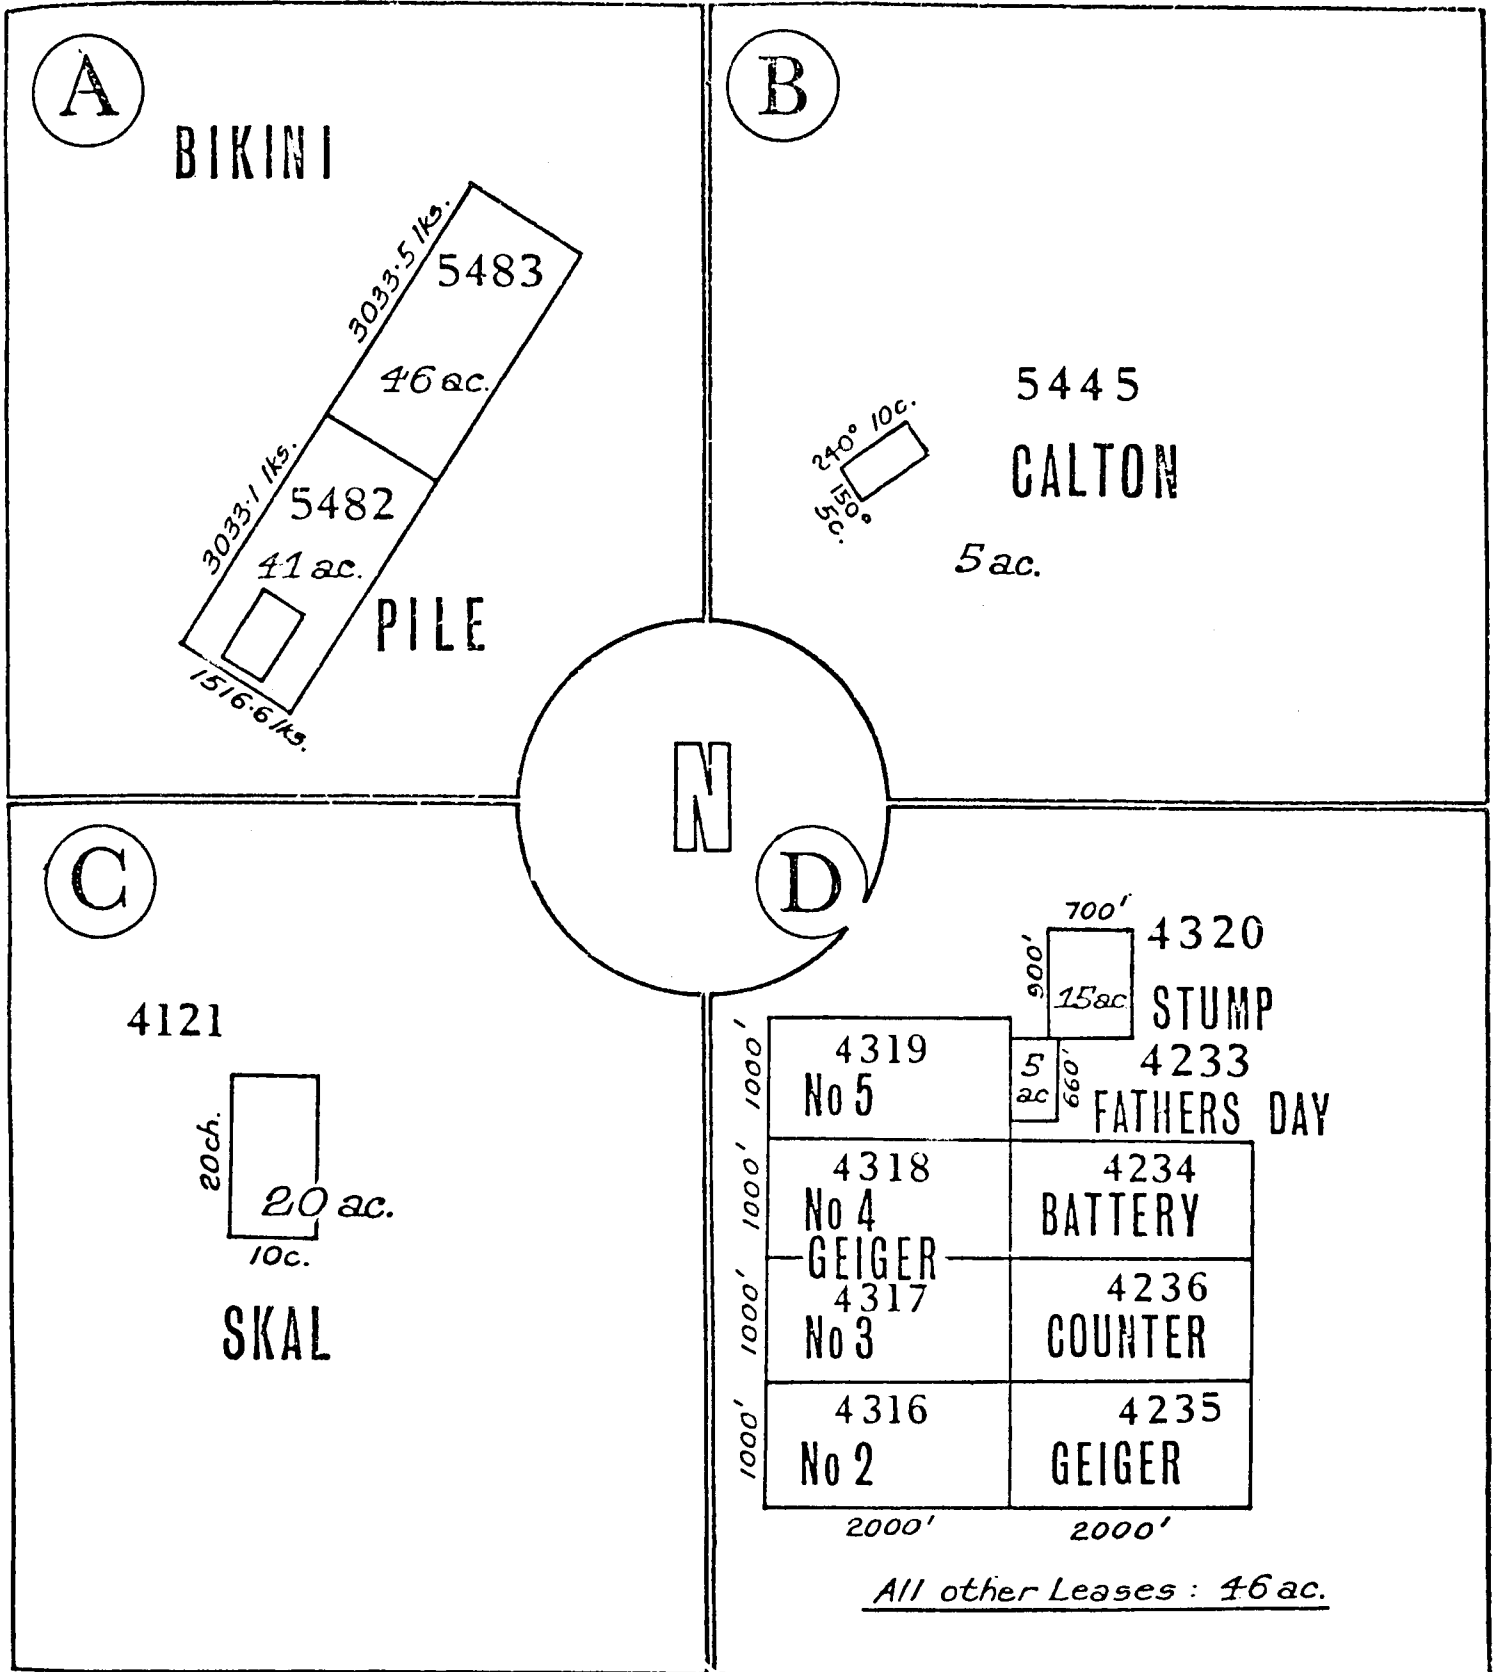 A
BIKINI
3033·5 lks.
5483
46 ac.
3033·1 lks.
5482
41 ac.
PILE
1516·6 lks.
B
5445
240° 10c.
CALTON
150°
5c.
5 ac.
N
C
4121
20ch.
20 ac.
10c.
SKAL
D
700'
4320
900'
15ac
STUMP
1000'
4319
No 5
5
ac
660'
4233
FATHERS DAY
1000'
4318
No 4
4234
BATTERY
GEIGER
1000'
4317
No 3
4236
COUNTER
1000'
4316
No 2
4235
GEIGER
2000'
2000'
All other Leases : 46 ac.